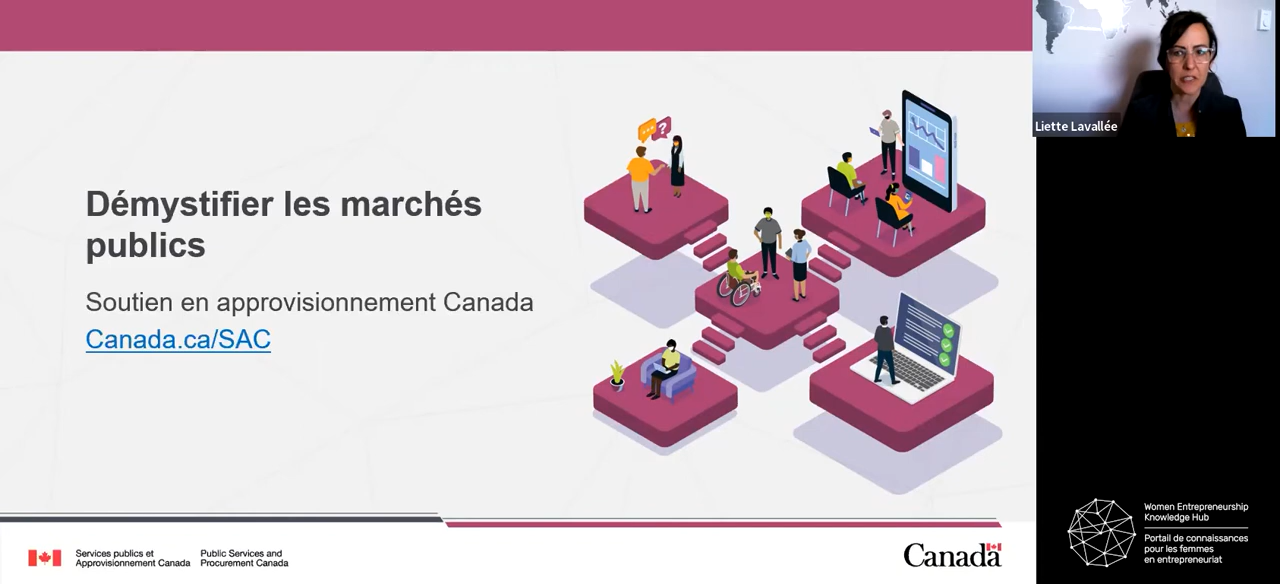 Démystifier les marchés
publics
Soutien en approvisionnement Canada
Canada.ca/SAC
... ?
Services publics et
Approvisionnement Canada
Public Services and
Procurement Canada
Canada
Liette Lavallée
Women Entrepreneurship
Knowledge Hub
Portail de connaissances
pour les femmes
en entrepreneuriat